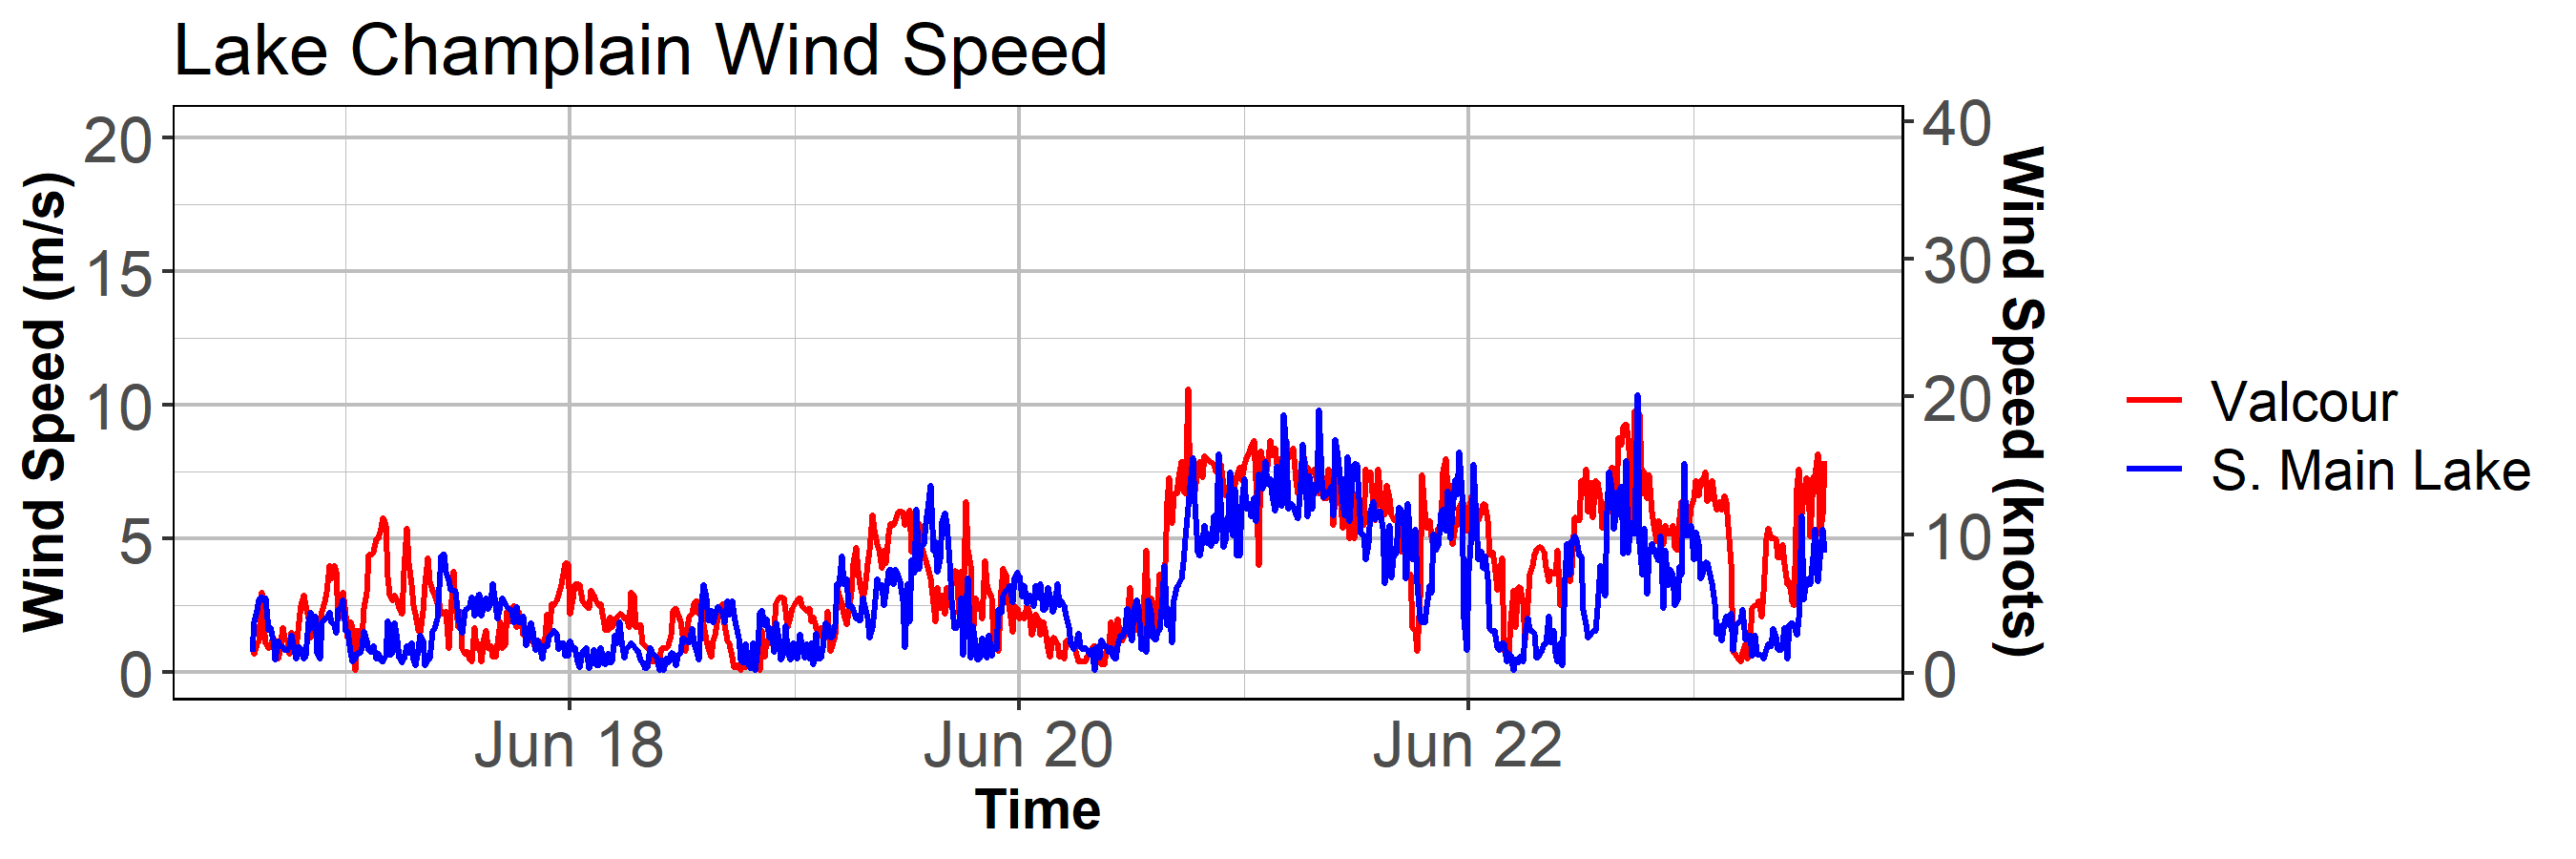 Lake Champlain Wind Speed
Wind Speed (m/s)
20
15
10
5
0
40
30
20
10
0
Wind Speed (knots)
Jun 18
Jun 20
Jun 22
Time
Valcour
S. Main Lake